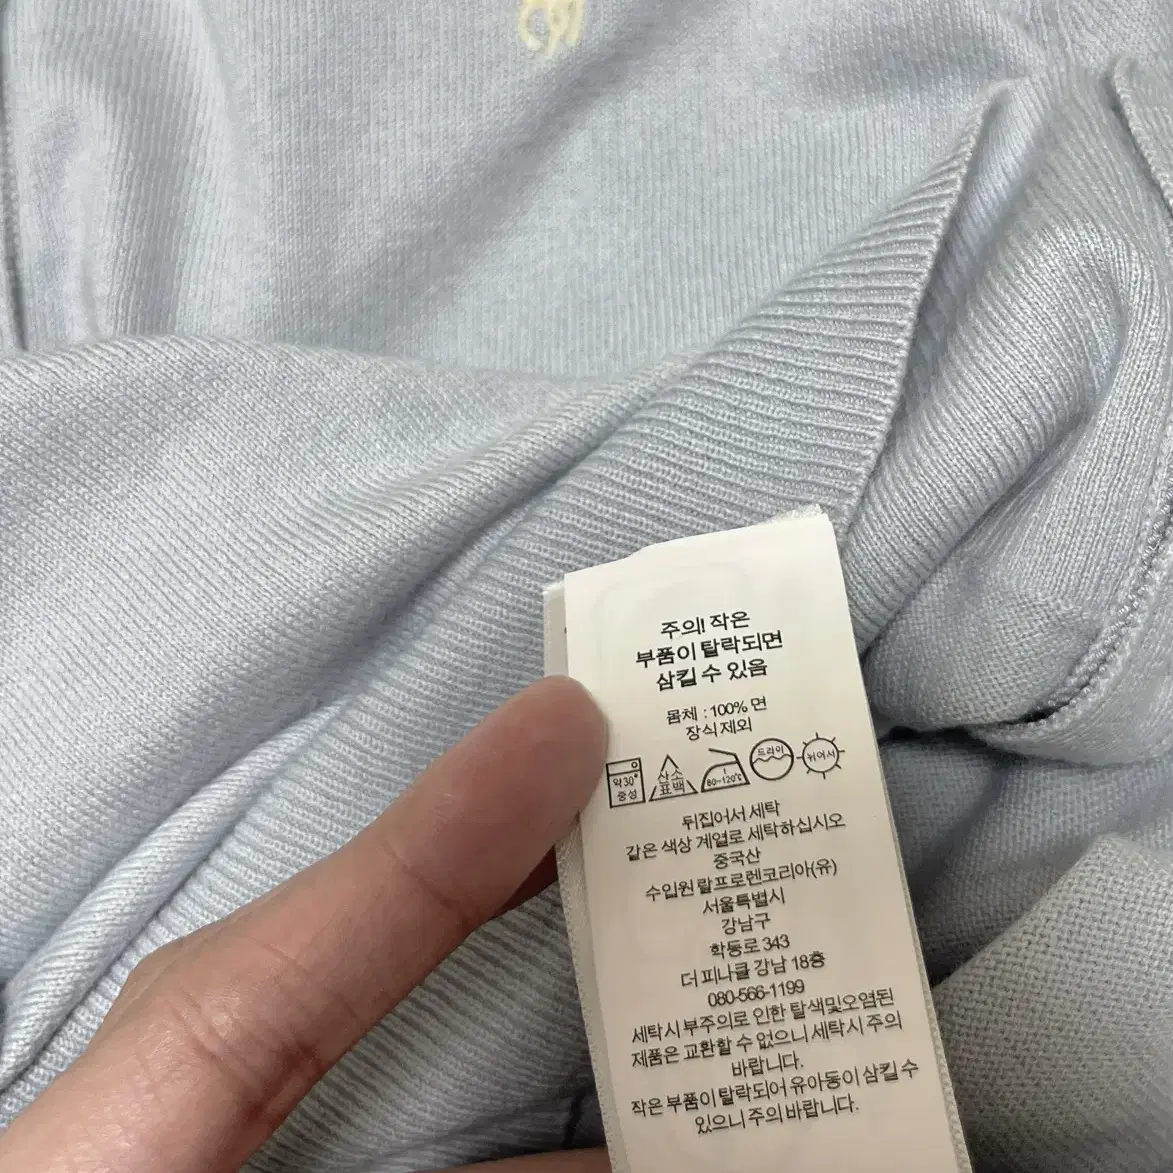 주의! 작은
부품이 탈락되면
삼킬 수 있음
몸체 : 100% 면
장식 제외
약30°
중성
산소
표백
80~120℃
드라이
뉘어서
뒤집어서 세탁
같은 색상 계열로 세탁하십시오
중국산
수입원 랄프로렌코리아(유)
서울특별시
강남구
학동로 343
더 피나클 강남 18층
080-566-1199
세탁시 부주의로 인한 탈색및오염된
제품은 교환할 수 없으니 세탁시 주의
바랍니다.
작은 부품이 탈락되어 유아동이 삼킬 수
있으니 주의 바랍니다.